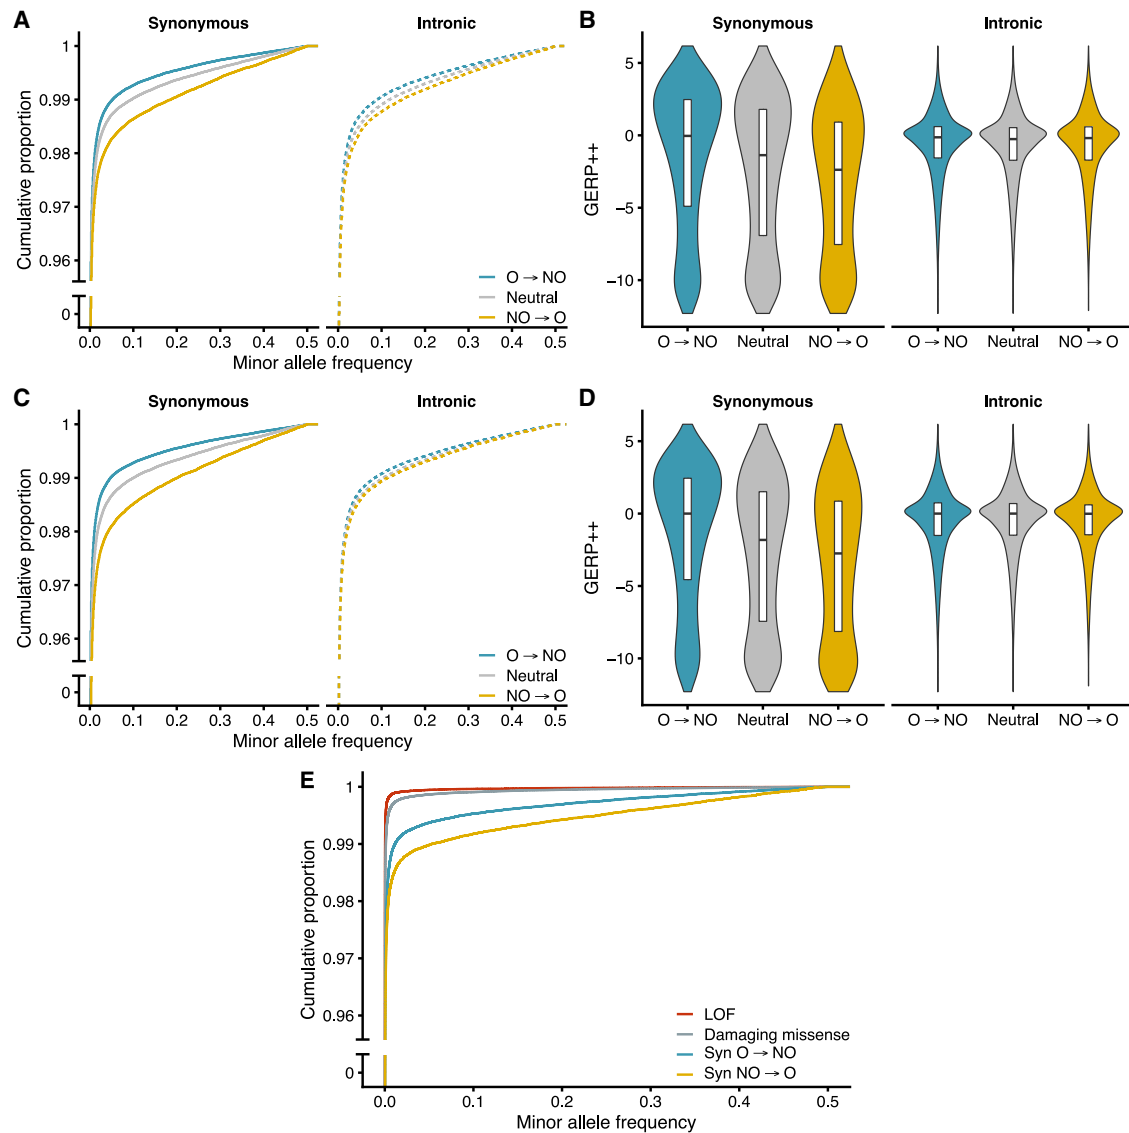 A
Synonymous
Intronic
Cumulative proportion
1
0.99
0.98
0.97
0.96
0
O → NO
Neutral
NO → O
0.0 0.1 0.2 0.3 0.4 0.5
0.0 0.1 0.2 0.3 0.4 0.5
Minor allele frequency
B
Synonymous
Intronic
GERP++
5
0
−5
−10
O → NO Neutral NO → O
O → NO Neutral NO → O
C
Synonymous
Intronic
Cumulative proportion
1
0.99
0.98
0.97
0.96
0
O → NO
Neutral
NO → O
0.0 0.1 0.2 0.3 0.4 0.5
0.0 0.1 0.2 0.3 0.4 0.5
Minor allele frequency
D
Synonymous
Intronic
GERP++
5
0
−5
−10
O → NO Neutral NO → O
O → NO Neutral NO → O
E
Cumulative proportion
1
0.99
0.98
0.97
0.96
0
LOF
Damaging missense
Syn O → NO
Syn NO → O
0.0 0.1 0.2 0.3 0.4 0.5
Minor allele frequency